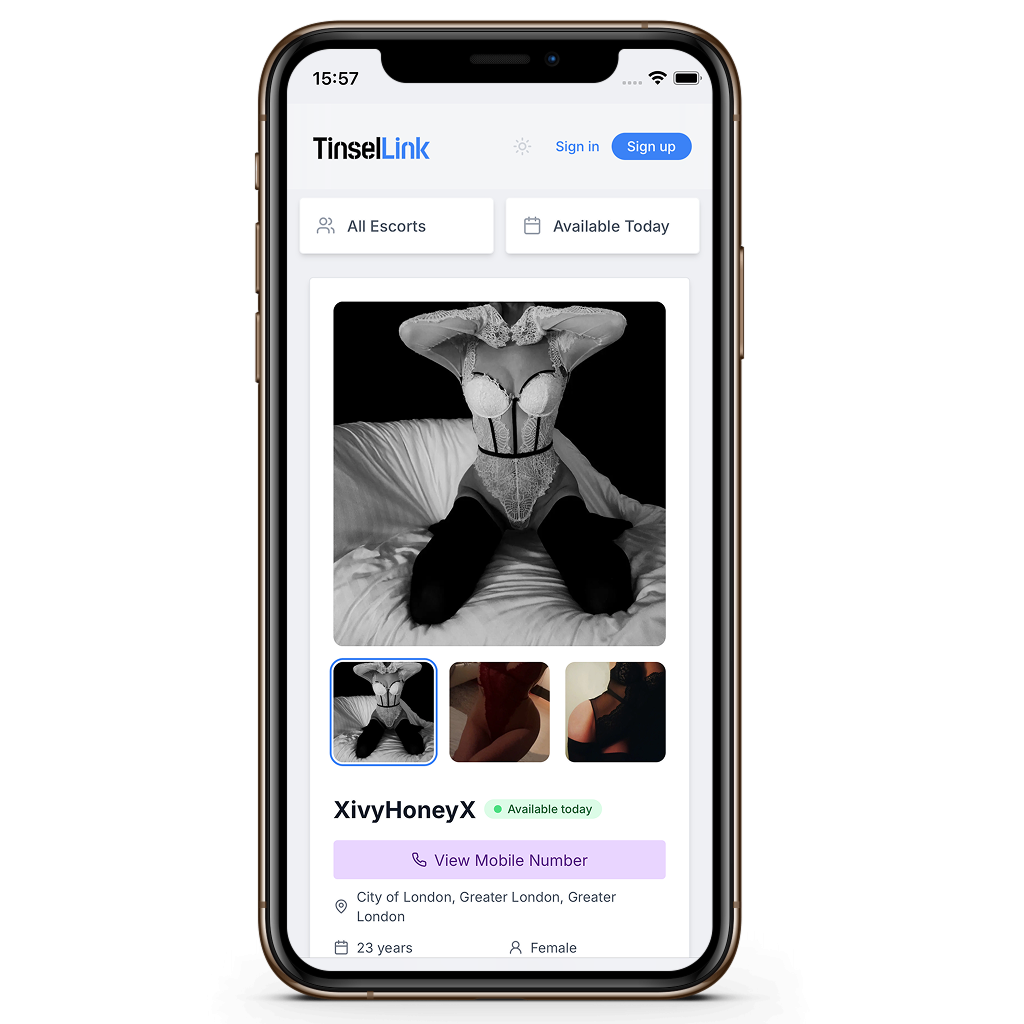 15:57
TinselLink
Sign in
Sign up
All Escorts
Available Today
XivyHoneyX
Available today
View Mobile Number
City of London, Greater London, Greater
London
23 years
Female